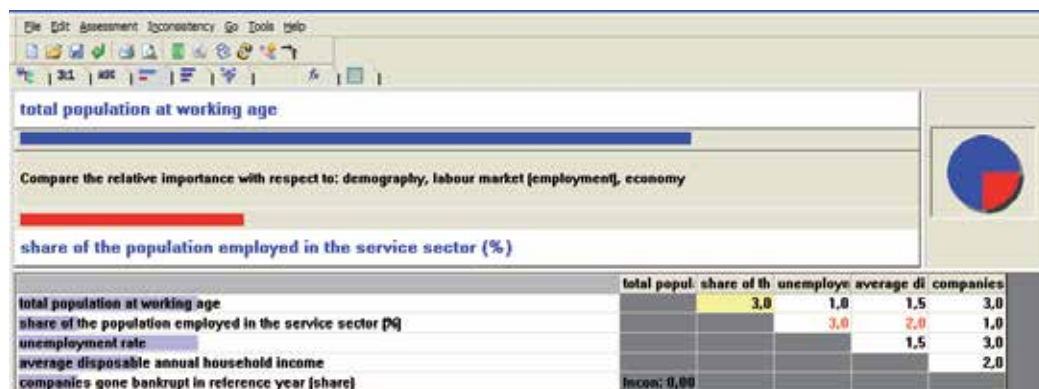 File Edit Assessment Inconsistency Go Tools Help
3:1 ABC
total population at working age
Compare the relative importance with respect to: demography, labour market (employment), economy
share of the population employed in the service sector (%)
total popul. share of th unemployn average di companies
total population at working age 3,0 1,0 1,5 3,0
share of the population employed in the service sector (%) 3,0 2,0 1,0
unemployment rate 1,5 3,0
average disposable annual household income 2,0
companies gone bankrupt in reference year (share) Incon: 0,00